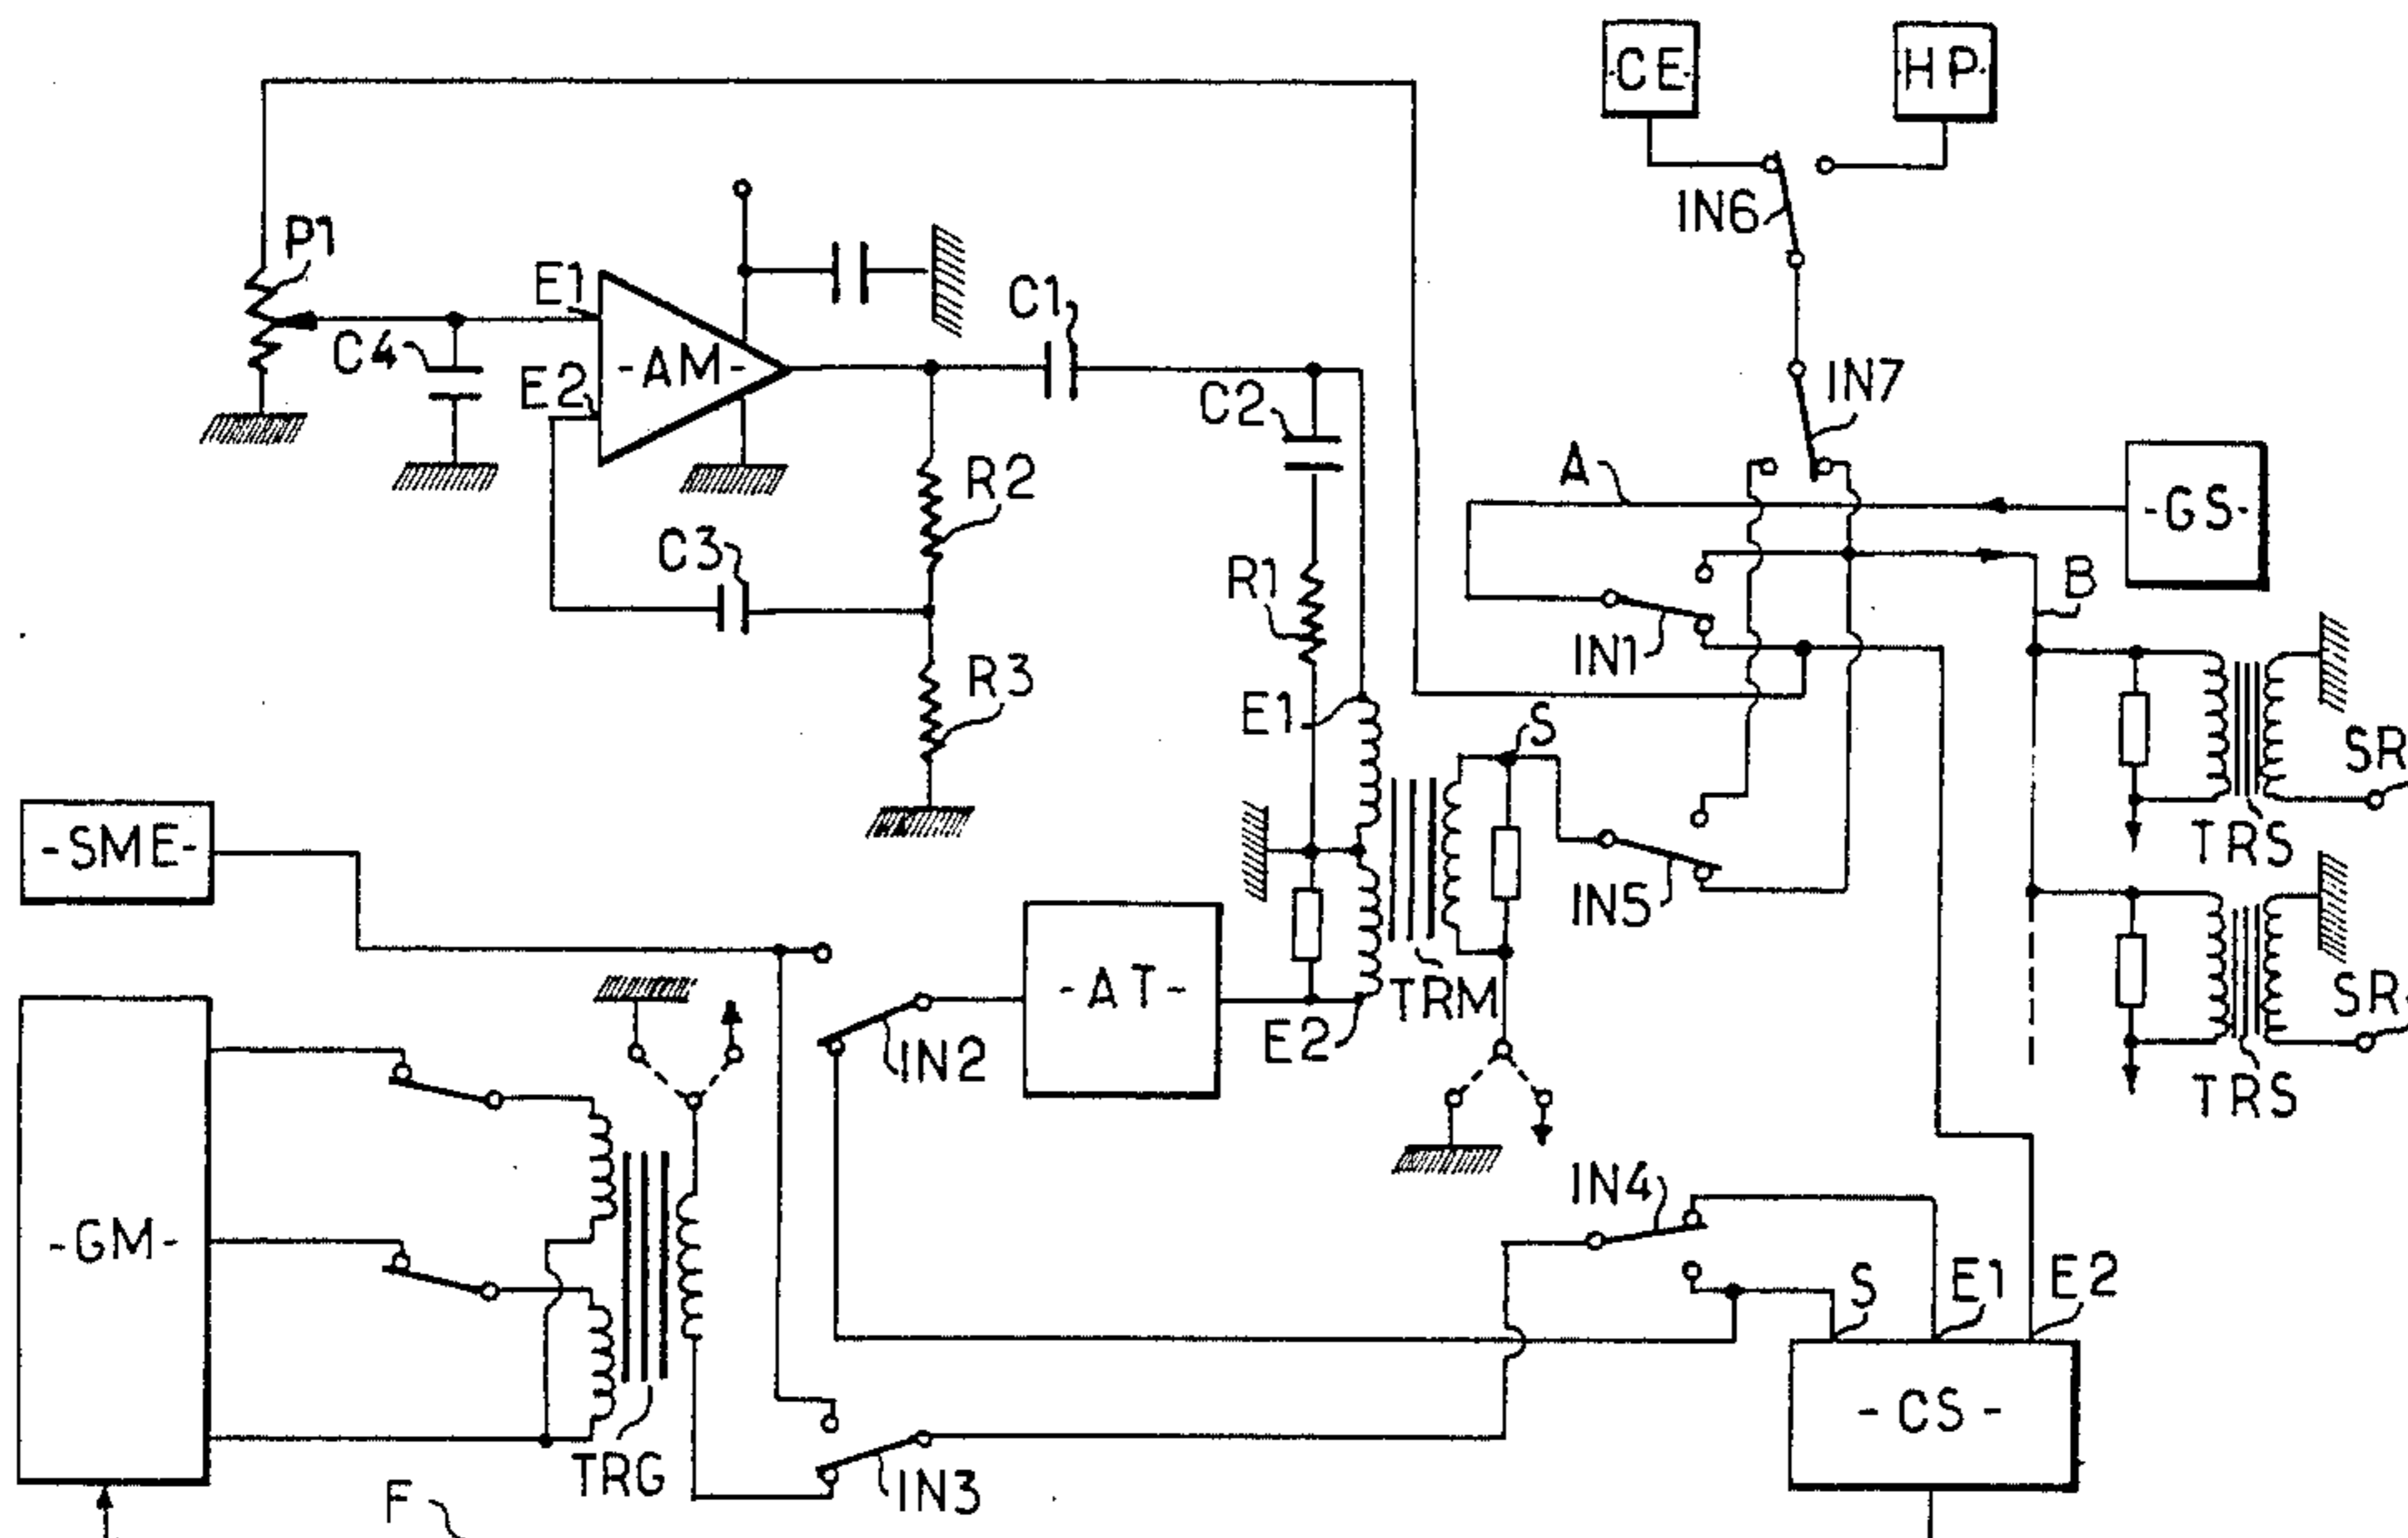 -CE-
-HP-
IN6
P1
E1
C1
C4
-AM-
E2
IN7
C2
A
-GS-
R2
C3
R1
B
IN1
R3
E1
S
SR
-SME-
TRS
IN5
-AT-
TRM
SR
E2
IN2
TRS
IN4
-GM-
S
E1
E2
-CS-
TRG
IN3
F